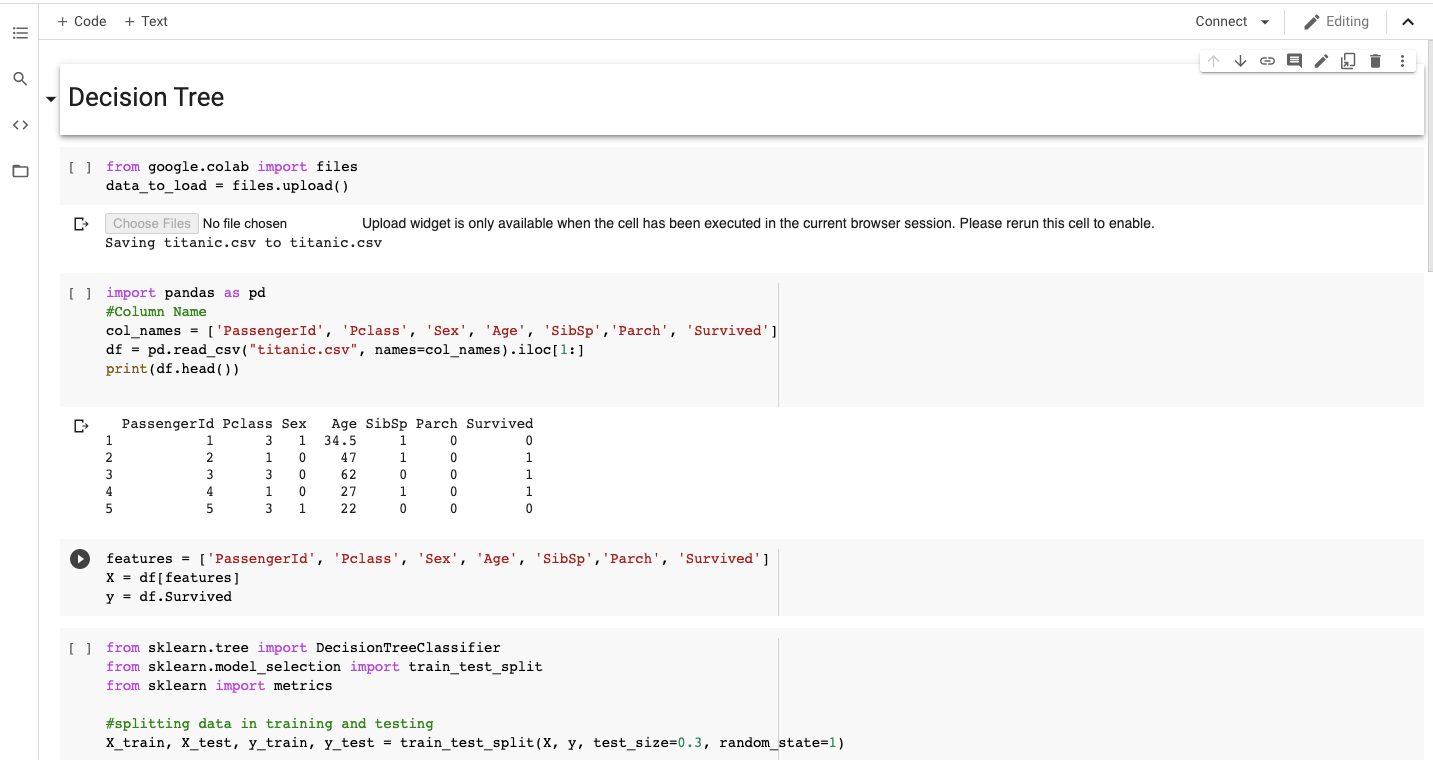 + Code + Text Connect Editing
Decision Tree
[ ] from google.colab import files
data_to_load = files.upload()
Choose Files No file chosen Upload widget is only available when the cell has been executed in the current browser session. Please rerun this cell to enable.
Saving titanic.csv to titanic.csv
[ ] import pandas as pd
#Column Name
col_names = ['PassengerId', 'Pclass', 'Sex', 'Age', 'SibSp','Parch', 'Survived']
df = pd.read_csv("titanic.csv", names=col_names).iloc[1:]
print(df.head())
PassengerId Pclass Sex Age SibSp Parch Survived
1 1 3 1 34.5 1 0 0
2 2 1 0 47 1 0 1
3 3 3 0 62 0 0 1
4 4 1 0 27 1 0 1
5 5 3 1 22 0 0 0
features = ['PassengerId', 'Pclass', 'Sex', 'Age', 'SibSp','Parch', 'Survived']
X = df[features]
y = df.Survived
[ ] from sklearn.tree import DecisionTreeClassifier
from sklearn.model_selection import train_test_split
from sklearn import metrics
#splitting data in training and testing
X_train, X_test, y_train, y_test = train_test_split(X, y, test_size=0.3, random_state=1)